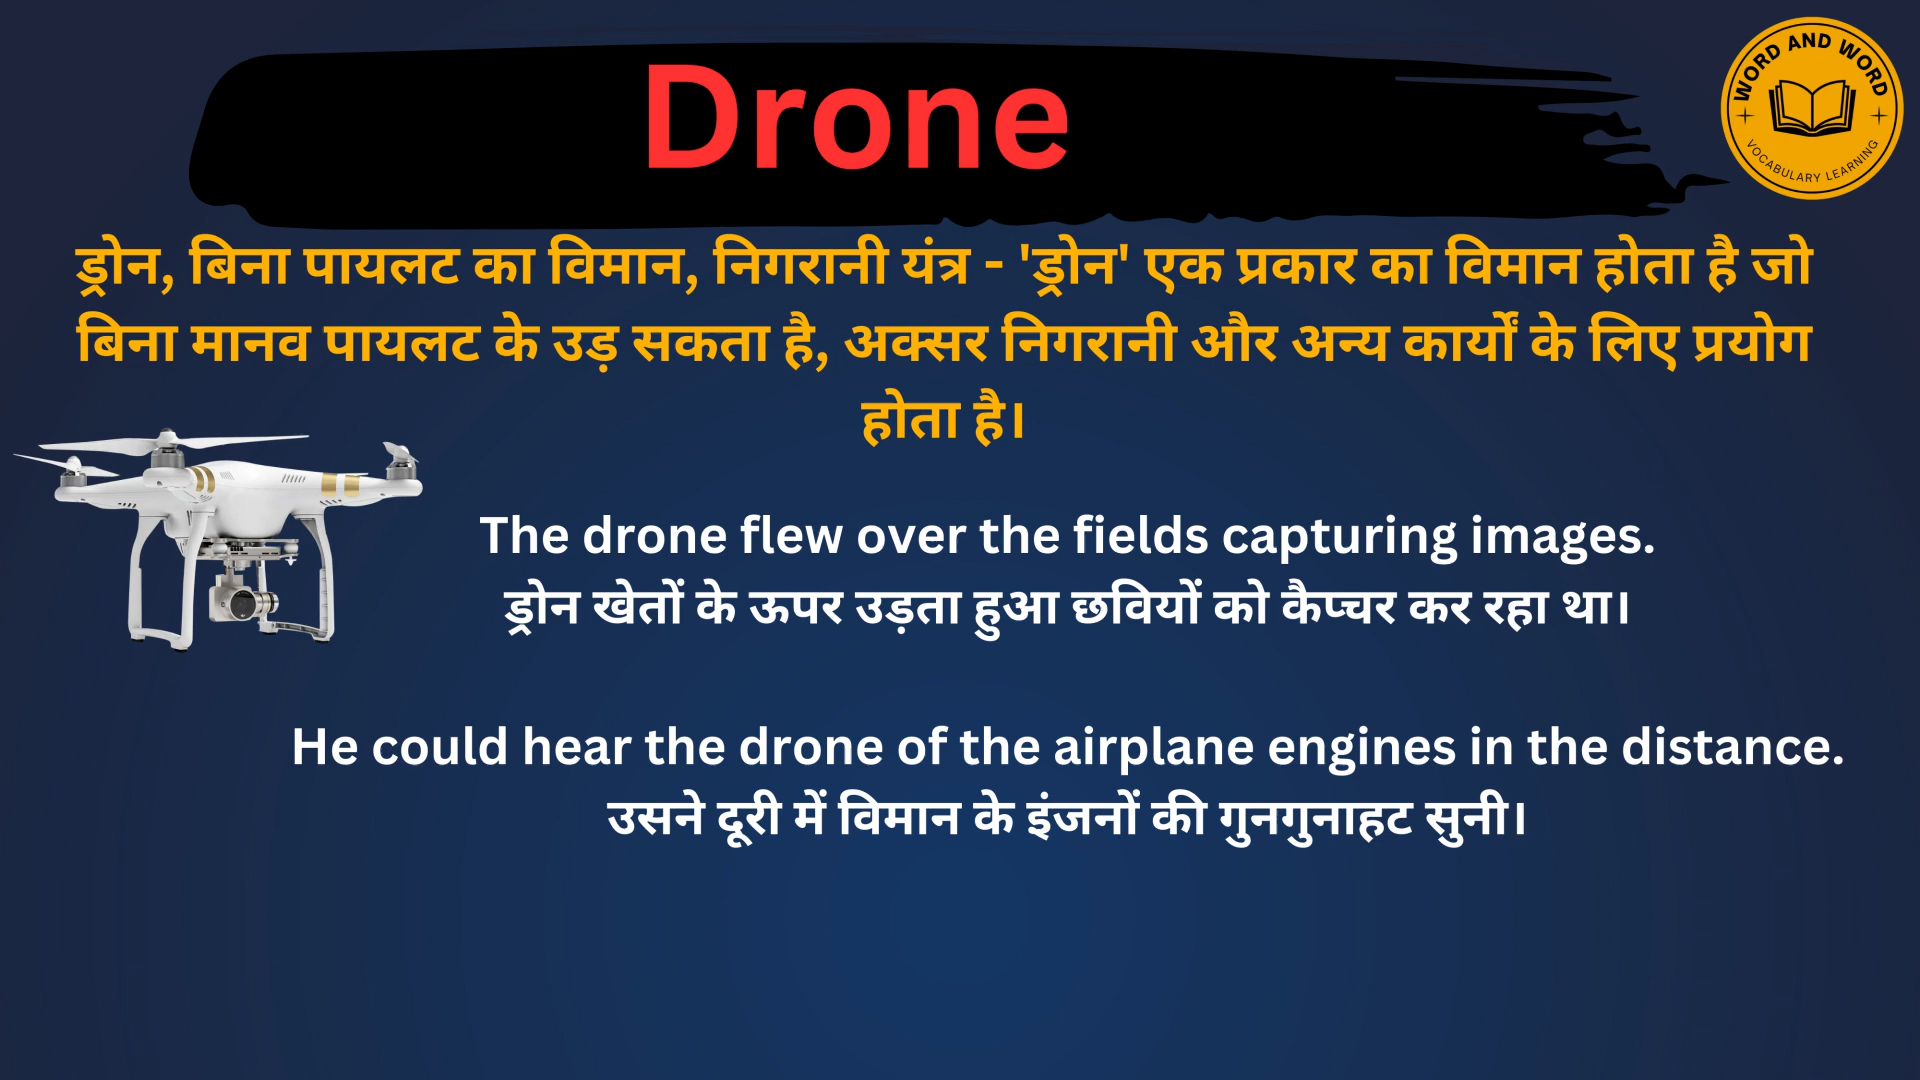 Drone
WORD AND WORD
VOCABULARY LEARNING
ड्रोन, बिना पायलट का विमान, निगरानी यंत्र - 'ड्रोन' एक प्रकार का विमान होता है जो
बिना मानव पायलट के उड़ सकता है, अक्सर निगरानी और अन्य कार्यों के लिए प्रयोग
होता है।
The drone flew over the fields capturing images.
ड्रोन खेतों के ऊपर उड़ता हुआ छवियों को कैप्चर कर रहा था।
He could hear the drone of the airplane engines in the distance.
उसने दूरी में विमान के इंजनों की गुनगुनाहट सुनी।